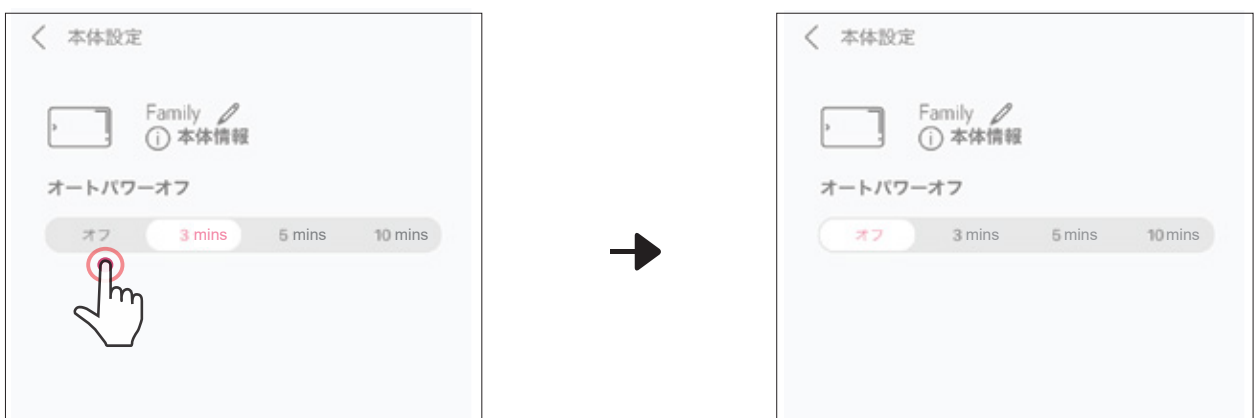 本体設定
Family
本体情報
オートパワーオフ
オフ 3 mins 5 mins 10 mins
本体設定
Family
本体情報
オートパワーオフ
オフ 3 mins 5 mins 10 mins